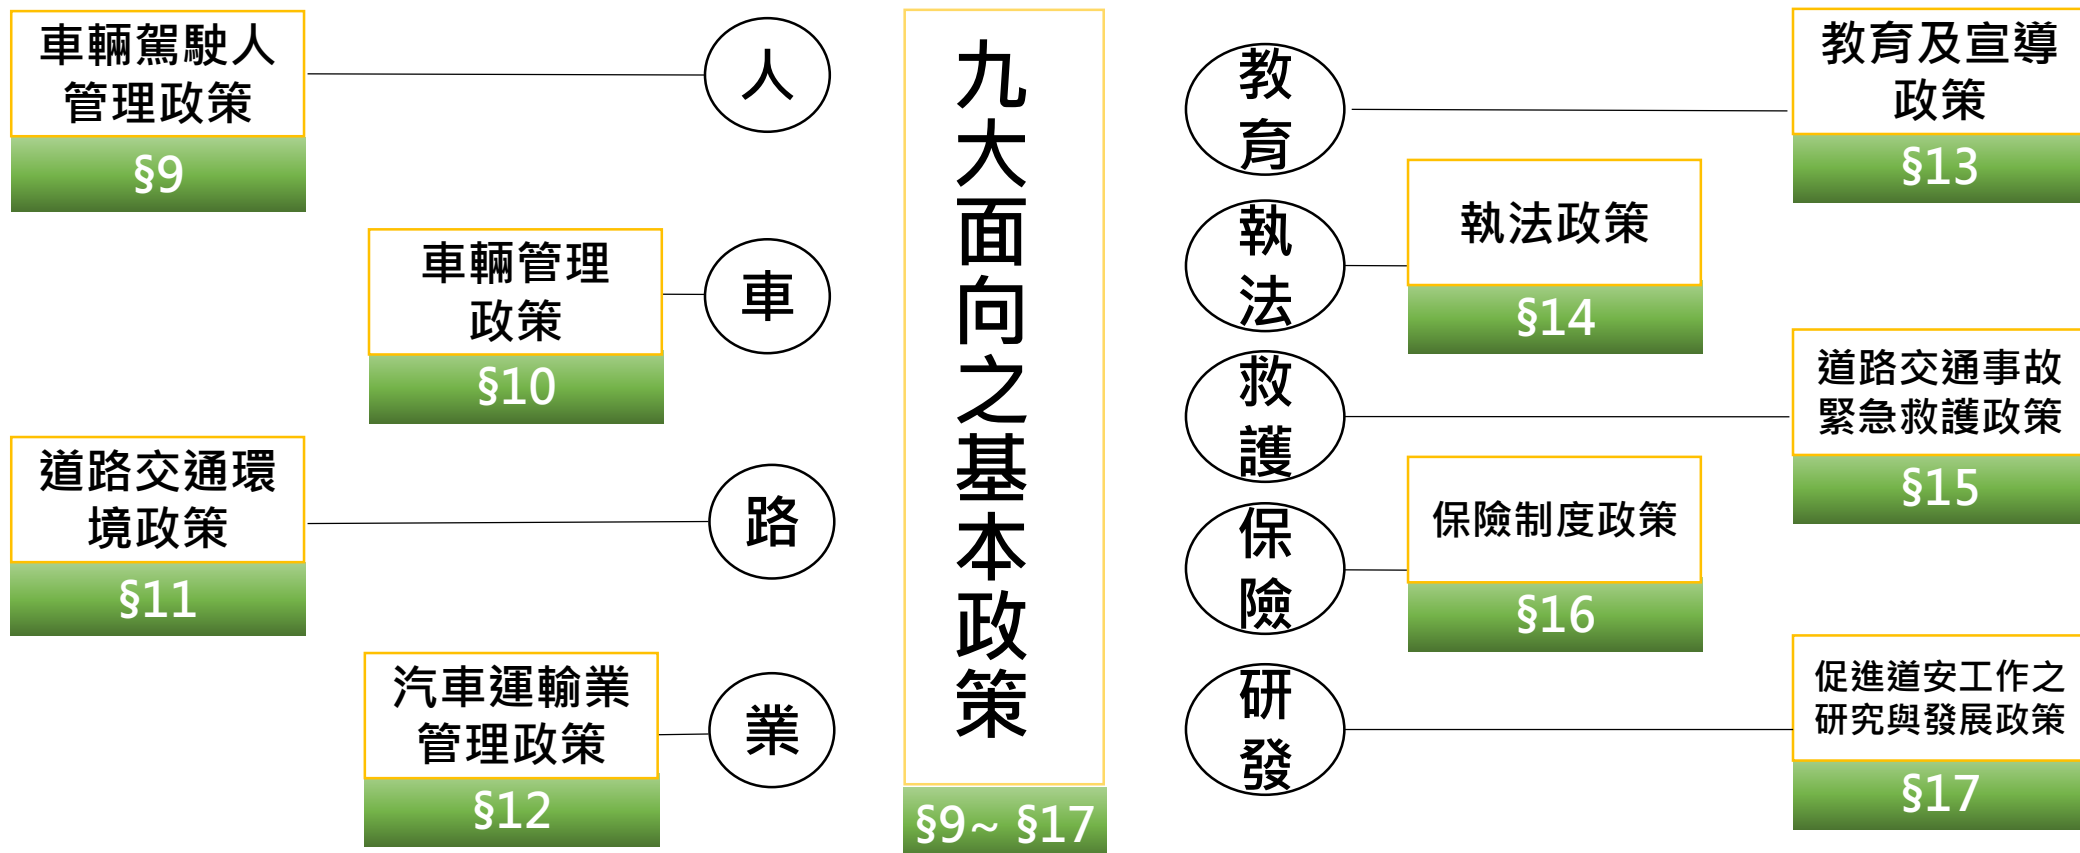 車輛駕駛人
管理政策
§9
人
車輛管理
政策
§10
車
道路交通環
境政策
§11
路
汽車運輸業
管理政策
§12
業
九大面向之基本政策
§9~ §17
教
育
教育及宣導
政策
§13
執
法
執法政策
§14
救
護
道路交通事故
緊急救護政策
§15
保
險
保險制度政策
§16
研
發
促進道安工作之
研究與發展政策
§17